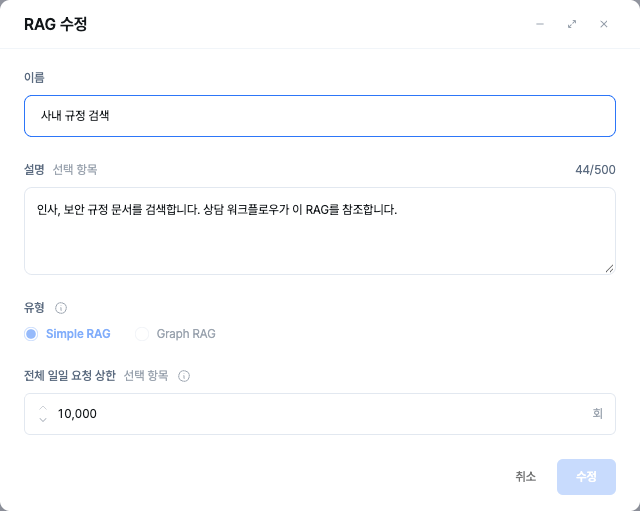 RAG 수정
이름
사내 규정 검색
설명 선택 항목 44/500
인사, 보안 규정 문서를 검색합니다. 상담 워크플로우가 이 RAG를 참조합니다.
유형
Simple RAG Graph RAG
전체 일일 요청 상한 선택 항목
10,000 회
취소 수정